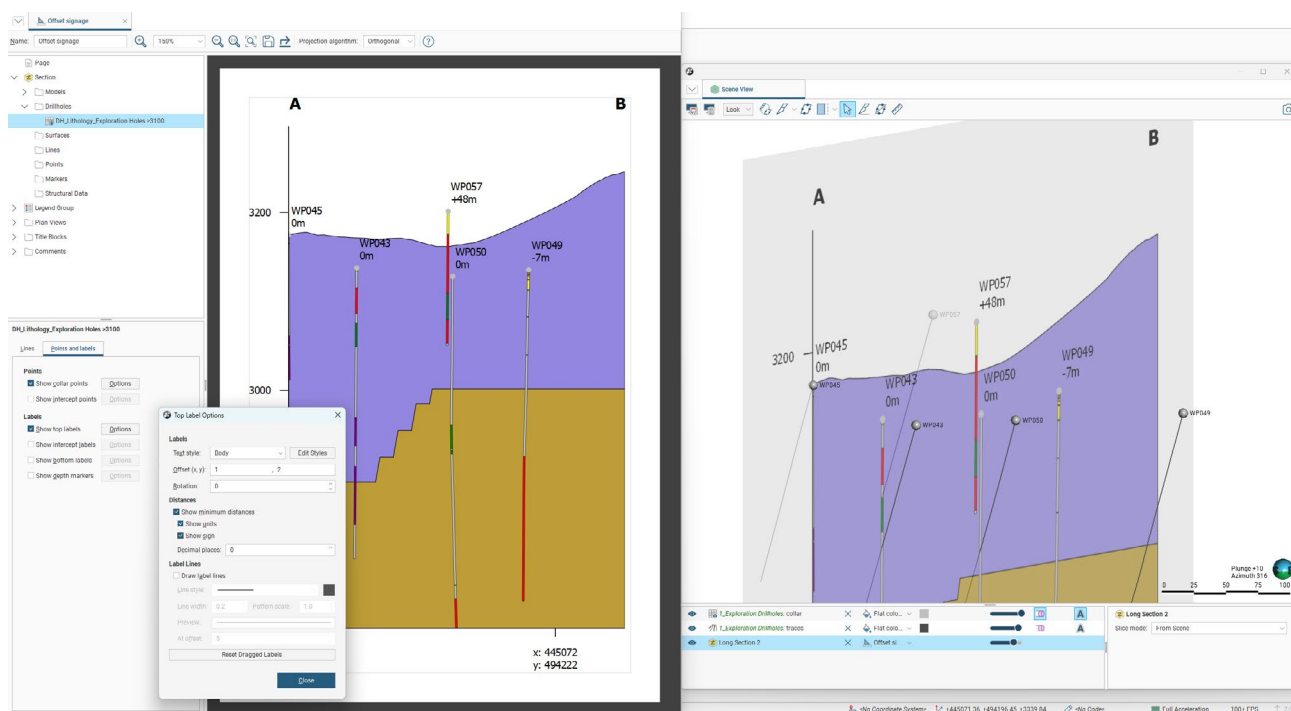 Offset signage ×
Name: Offset signage 150% Projection algorithm: Orthogonal
Page
Section
Models
Drillholes
DH_Lithology_Exploration Holes >3100
Surfaces
Lines
Points
Markers
Structural Data
Legend Group
Plan Views
Title Blocks
Comments
DH_Lithology_Exploration Holes >3100
Lines Points and labels
Points
Show collar points Options
Show intercept points Options
Labels
Show top labels Options
Show intercept labels Options
Show bottom labels Options
Show depth markers Options
Top Label Options
Labels
Text style: Body Edit Styles
Offset (x, y): 1 , 2
Rotation: 0
Distances
Show minimum distances
Show units
Show sign
Decimal places: 0
Label Lines
Draw label lines
Line style:
Line width: 0.2 Pattern scale: 1.0
Preview:
At offset: 5
Reset Dragged Labels
Close
A B
3200
3000
WP045
0m
WP043
0m
WP057
+48m
WP050
0m
WP049
-7m
x: 445072
y: 494222
Scene View
Look
A
B
3200
WP045
0m
WP045
WP043
0m
WP043
WP057
+48m
WP057
WP050
0m
WP050
WP049
-7m
WP049
Plunge +10
Azimuth 316
0 25 50 75 100
1_Exploration Drillholes: collar Flat colo... A
1_Exploration Drillholes: traces Flat colo... A
Long Section 2 Offset si...
Long Section 2
Slice mode: From Scene
<No Coordinate System> +445071.36, +494196.45, +3339.84 <No Code> Full Acceleration 100+ FPS